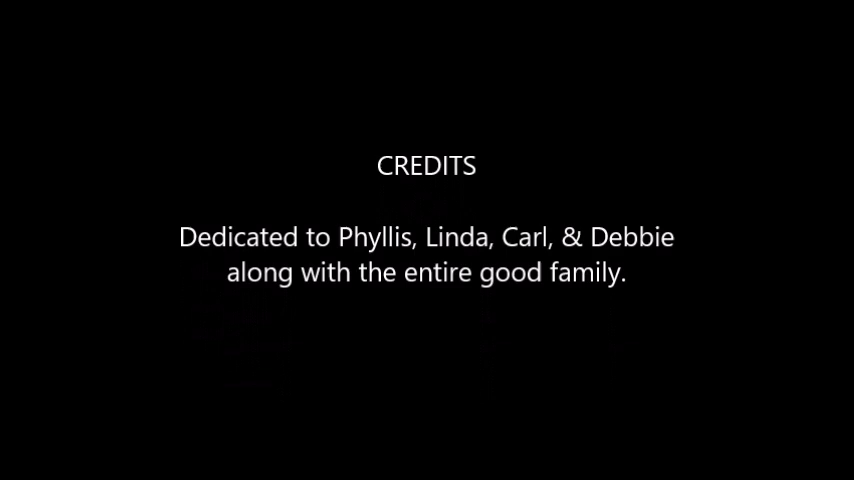 CREDITS
Dedicated to Phyllis, Linda, Carl, & Debbie
along with the entire good family.